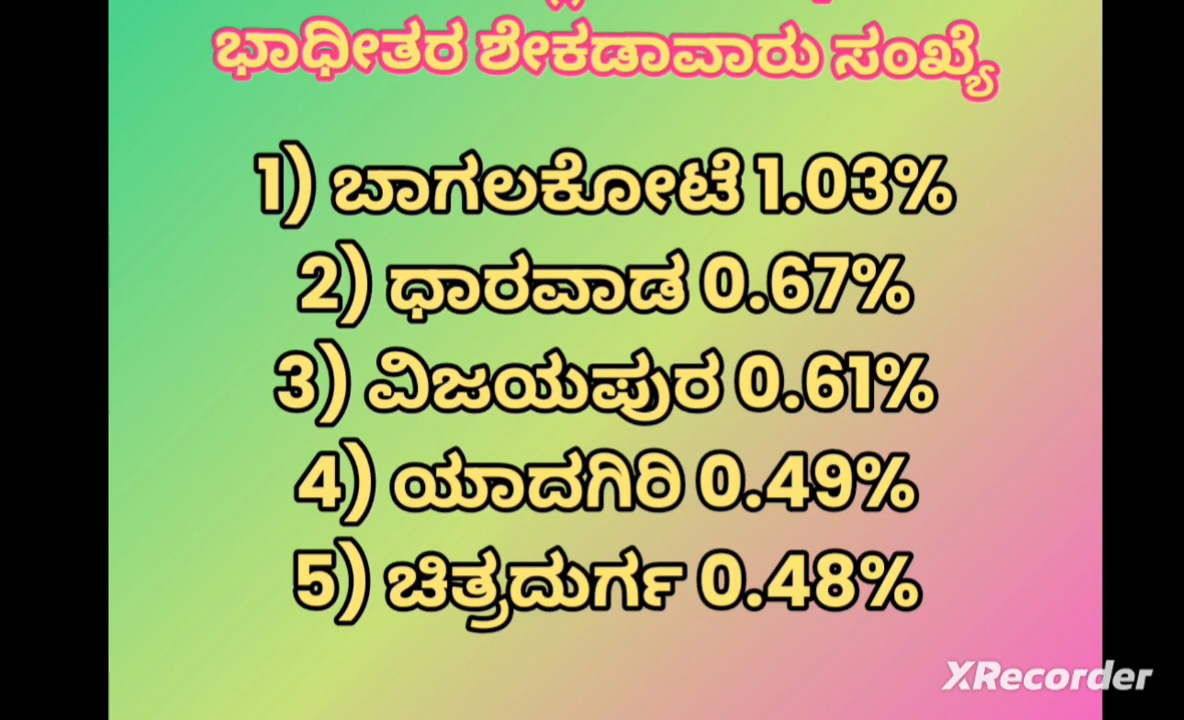 ಭಾಧೀತರ ಶೇಕಡಾವಾರು ಸಂಖ್ಯೆ
1) ಬಾಗಲಕೋಟೆ 1.03%
2) ಧಾರವಾಡ 0.67%
3) ವಿಜಯಪುರ 0.61%
4) ಯಾದಗಿರಿ 0.49%
5) ಚಿತ್ರದುರ್ಗ 0.48%
XRecorder